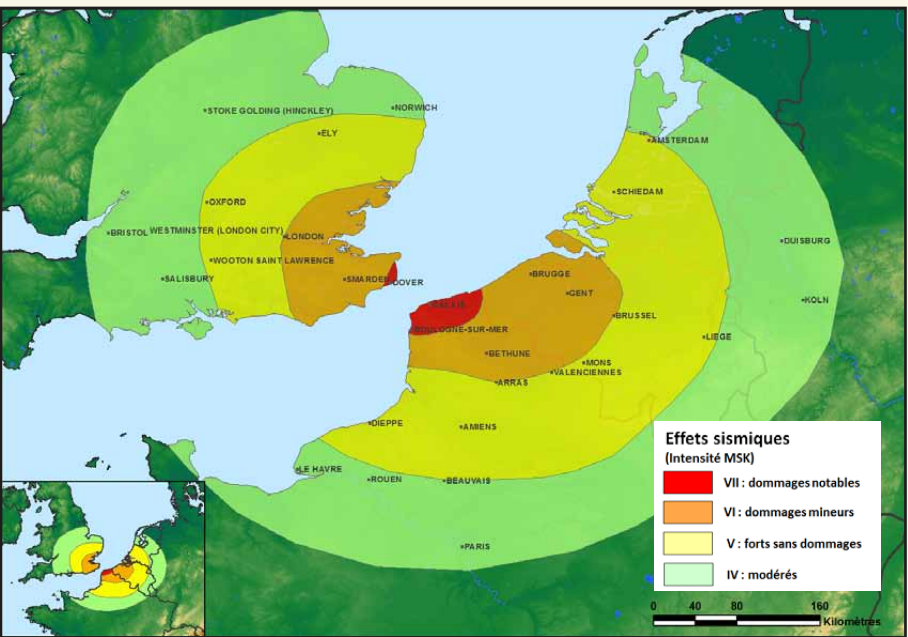 STOKE GOLDING (HINCKLEY)
NORWICH
ELY
AMSTERDAM
OXFORD
SCHIEDAM
BRISTOL
WESTMINSTER (LONDON CITY)
LONDON
DUISBURG
WOOTON SAINT LAWRENCE
SALISBURY
SMARDEN
DOVER
BRUGGE
GENT
KOLN
CALAIS
BOULOGNE-SUR-MER
BRUSSEL
LIEGE
BETHUNE
MONS
VALENCIENNES
ARRAS
DIEPPE
AMIENS
LE HAVRE
ROUEN
BEAUVAIS
PARIS
Effets sismiques
(Intensité MSK)
VII : dommages notables
VI : dommages mineurs
V : forts sans dommages
IV : modérés
0 40 80 160
Kilomètres